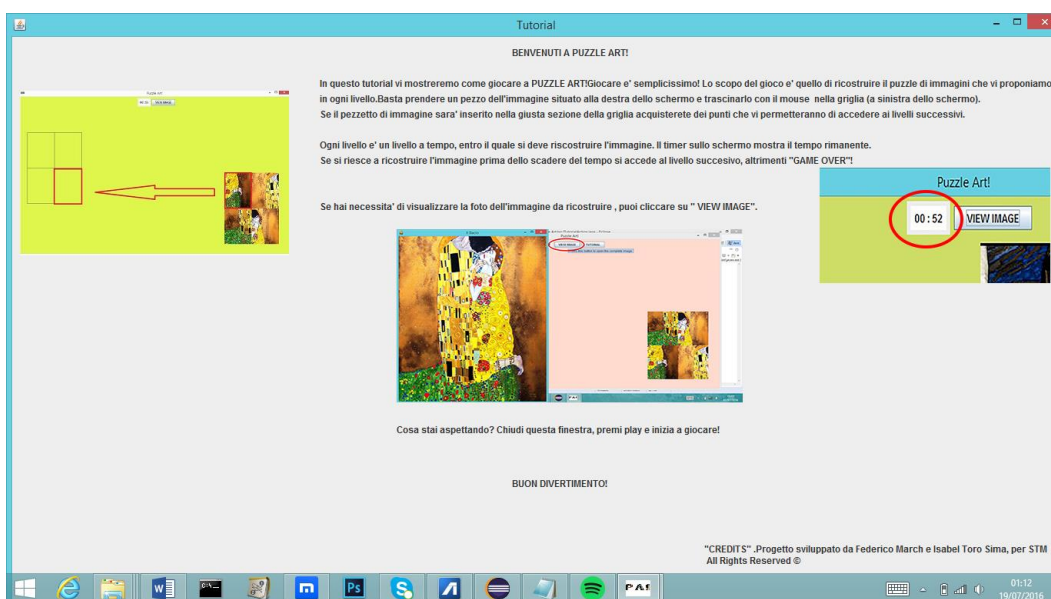 Tutorial
BENVENUTI A PUZZLE ART!
In questo tutorial vi mostreremo come giocare a PUZZLE ART!Giocare e' semplicissimo! Lo scopo del gioco e' quello di ricostruire il puzzle di immagini che vi proponiamo
in ogni livello.Basta prendere un pezzo dell'immagine situato alla destra dello schermo e trascinarlo con il mouse nella griglia (a sinistra dello schermo).
Se il pezzetto di immagine sara' inserito nella giusta sezione della griglia acquisterete dei punti che vi permetteranno di accedere ai livelli successivi.
Ogni livello e' un livello a tempo, entro il quale si deve riscostruire l'immagine. Il timer sullo schermo mostra il tempo rimanente.
Se si riesce a ricostruire l'immagine prima dello scadere del tempo si accede al livello succesivo, altrimenti "GAME OVER"!
Puzzle Art!
00 : 52 VIEW IMAGE
Se hai necessita' di visualizzare la foto dell'immagine da ricostruire , puoi cliccare su " VIEW IMAGE".
VIEW IMAGE TUTORIAL
Cosa stai aspettando? Chiudi questa finestra, premi play e inizia a giocare!
BUON DIVERTIMENTO!
"CREDITS" .Progetto sviluppato da Federico March e Isabel Toro Sima, per STM
All Rights Reserved ©
PA!
01:12
19/07/2016